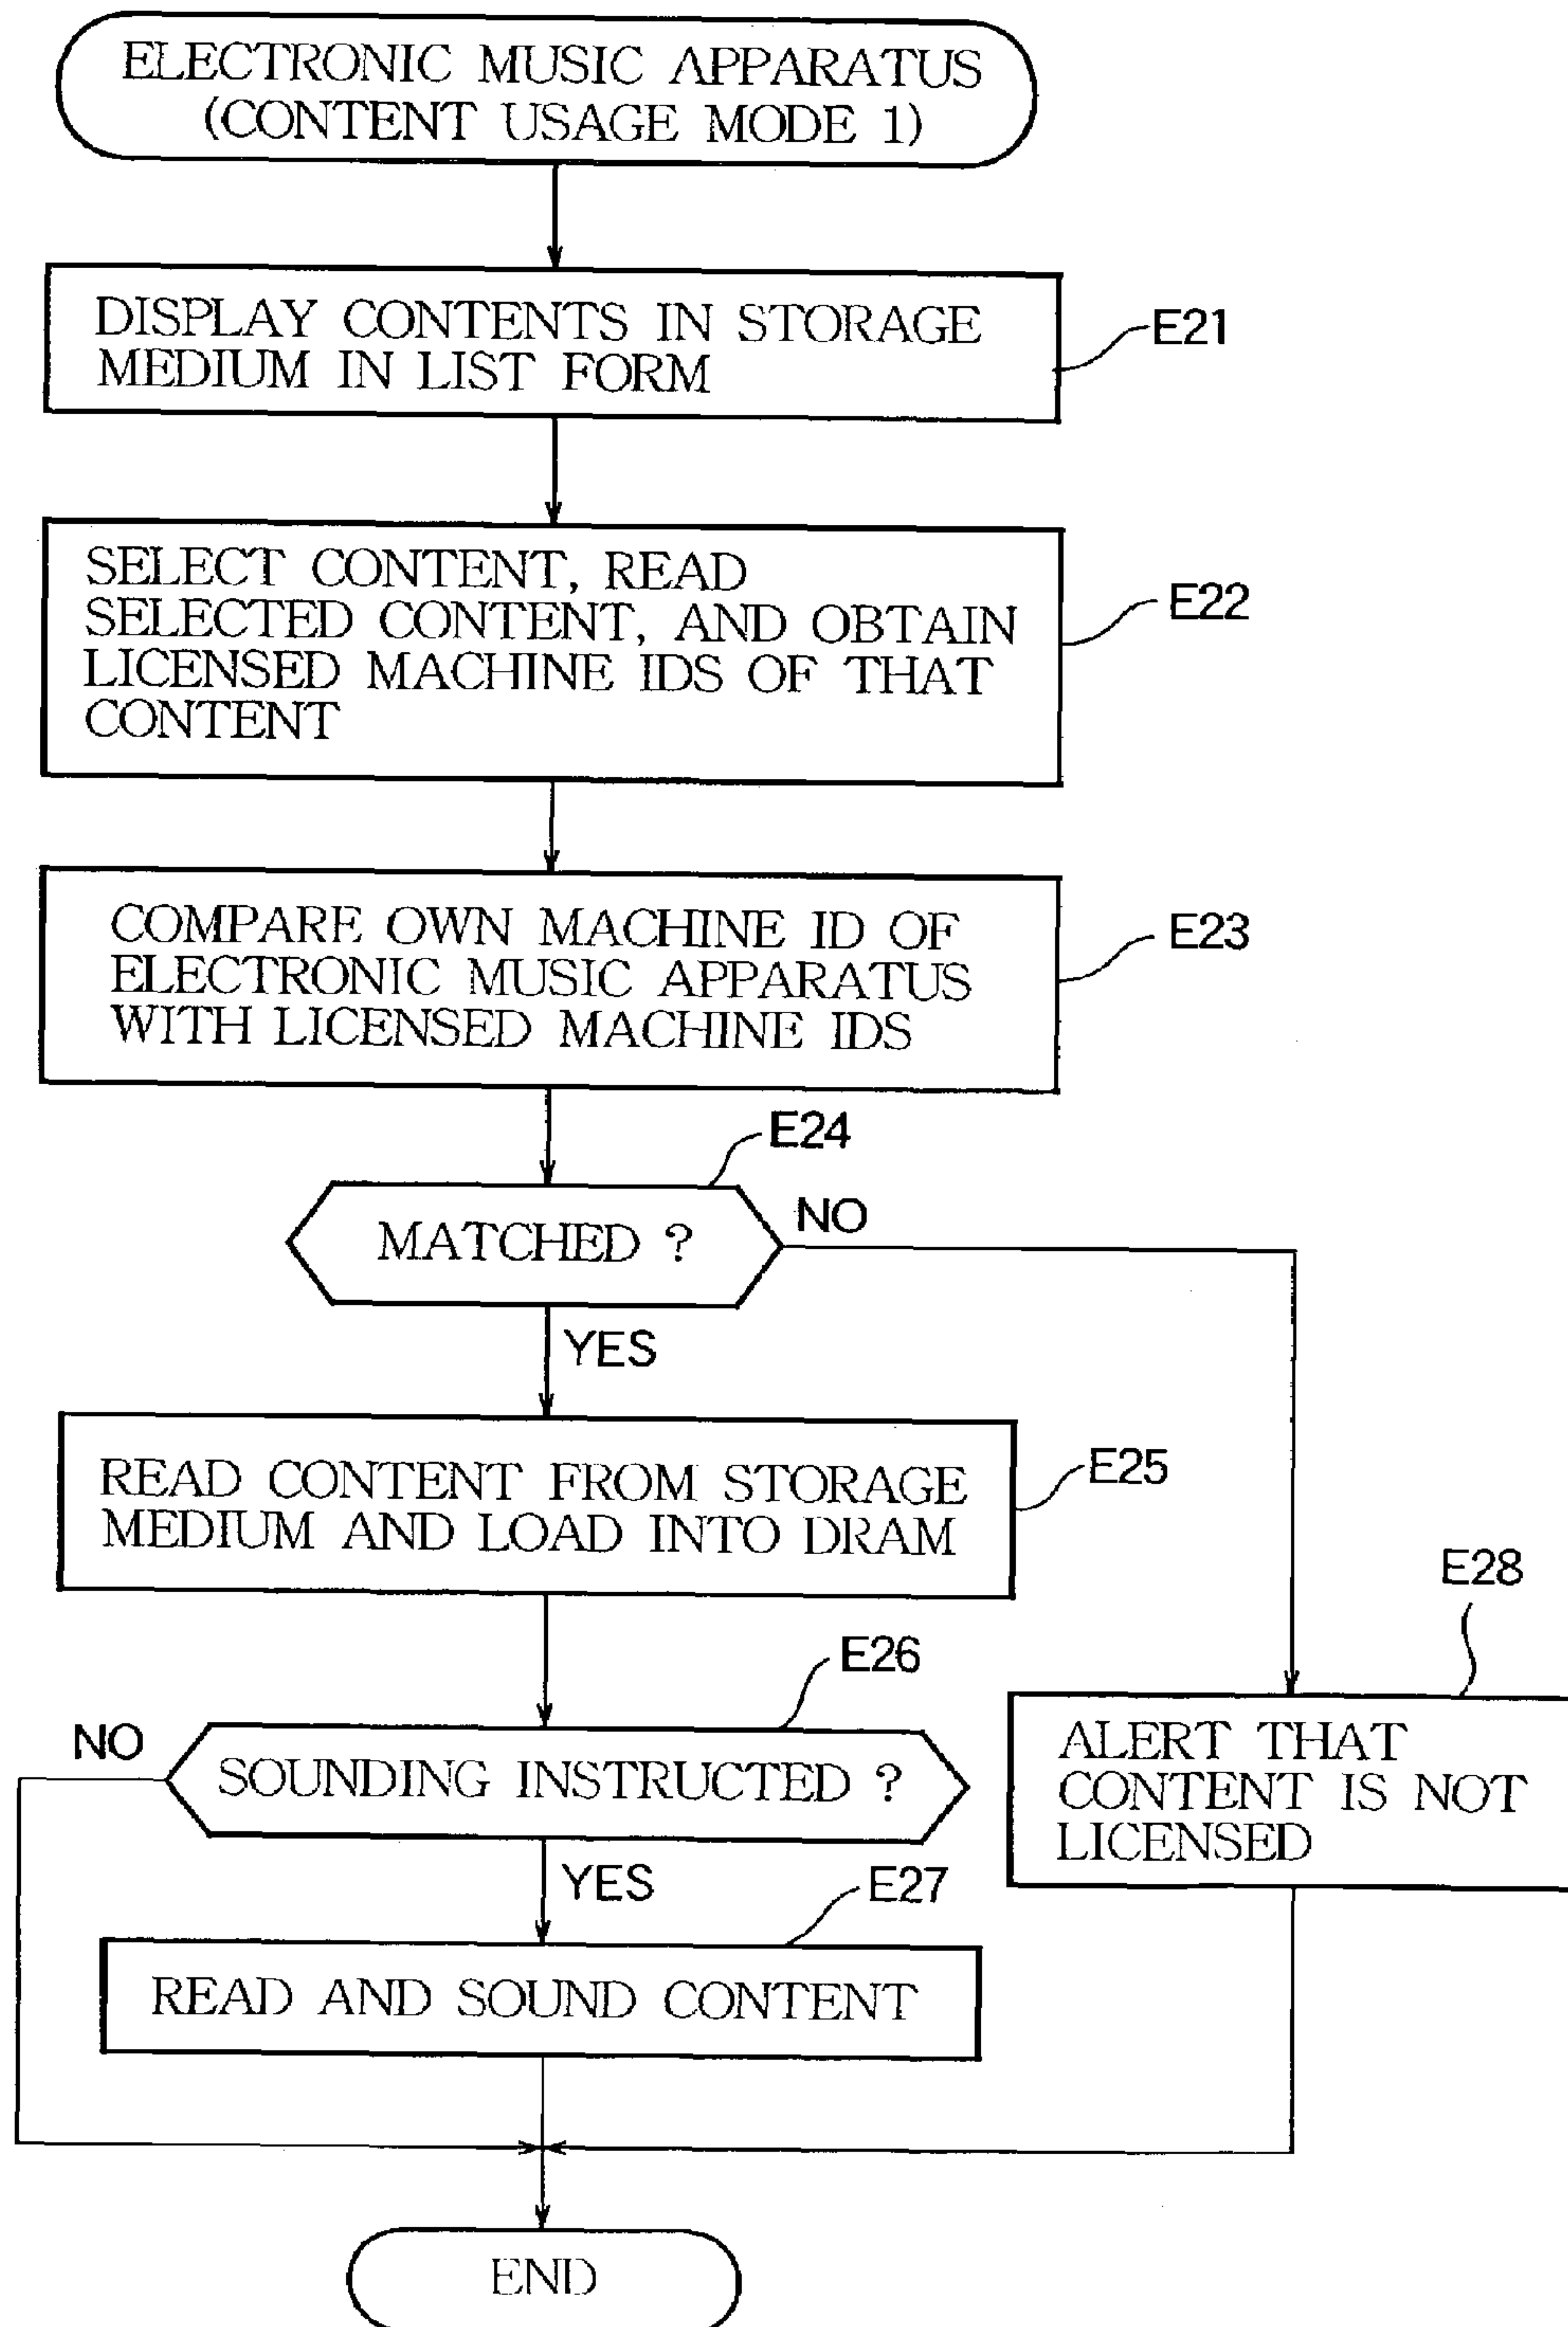 ELECTRONIC MUSIC APPARATUS
(CONTENT USAGE MODE 1)
DISPLAY CONTENTS IN STORAGE
MEDIUM IN LIST FORM
E21
SELECT CONTENT, READ
SELECTED CONTENT, AND OBTAIN
LICENSED MACHINE IDS OF THAT
CONTENT
E22
COMPARE OWN MACHINE ID OF
ELECTRONIC MUSIC APPARATUS
WITH LICENSED MACHINE IDS
E23
E24
MATCHED ?
NO
YES
READ CONTENT FROM STORAGE
MEDIUM AND LOAD INTO DRAM
E25
E26
NO
SOUNDING INSTRUCTED ?
YES
E27
READ AND SOUND CONTENT
E28
ALERT THAT
CONTENT IS NOT
LICENSED
END